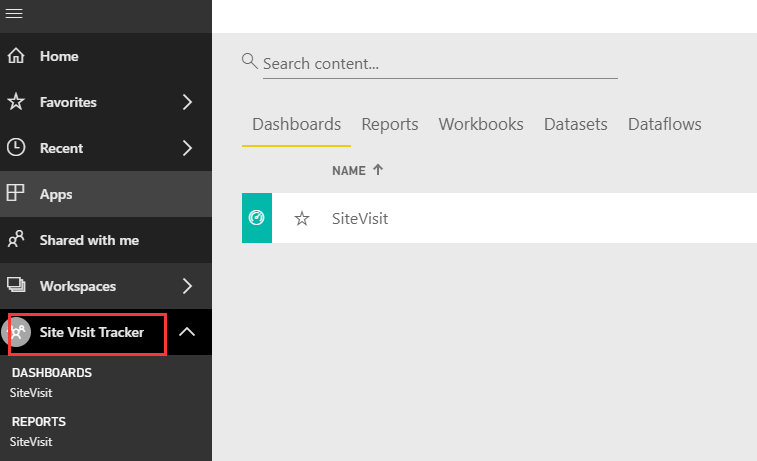 Home
Favorites
Recent
Apps
Shared with me
Workspaces
Site Visit Tracker
DASHBOARDS
SiteVisit
REPORTS
SiteVisit
Search content...
Dashboards Reports Workbooks Datasets Dataflows
NAME
SiteVisit